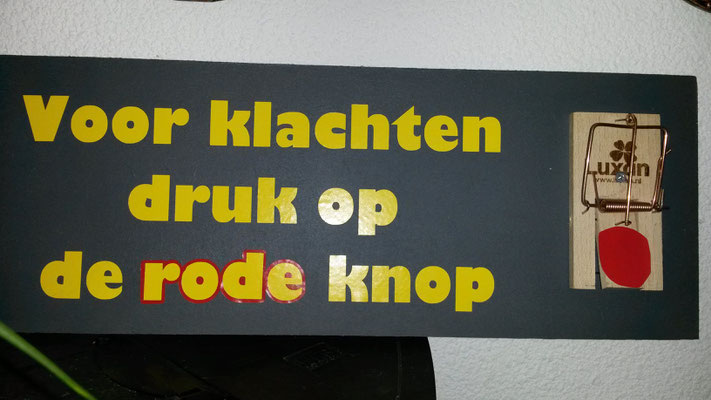 Voor klachten
druk op
de rode knop
Luxan